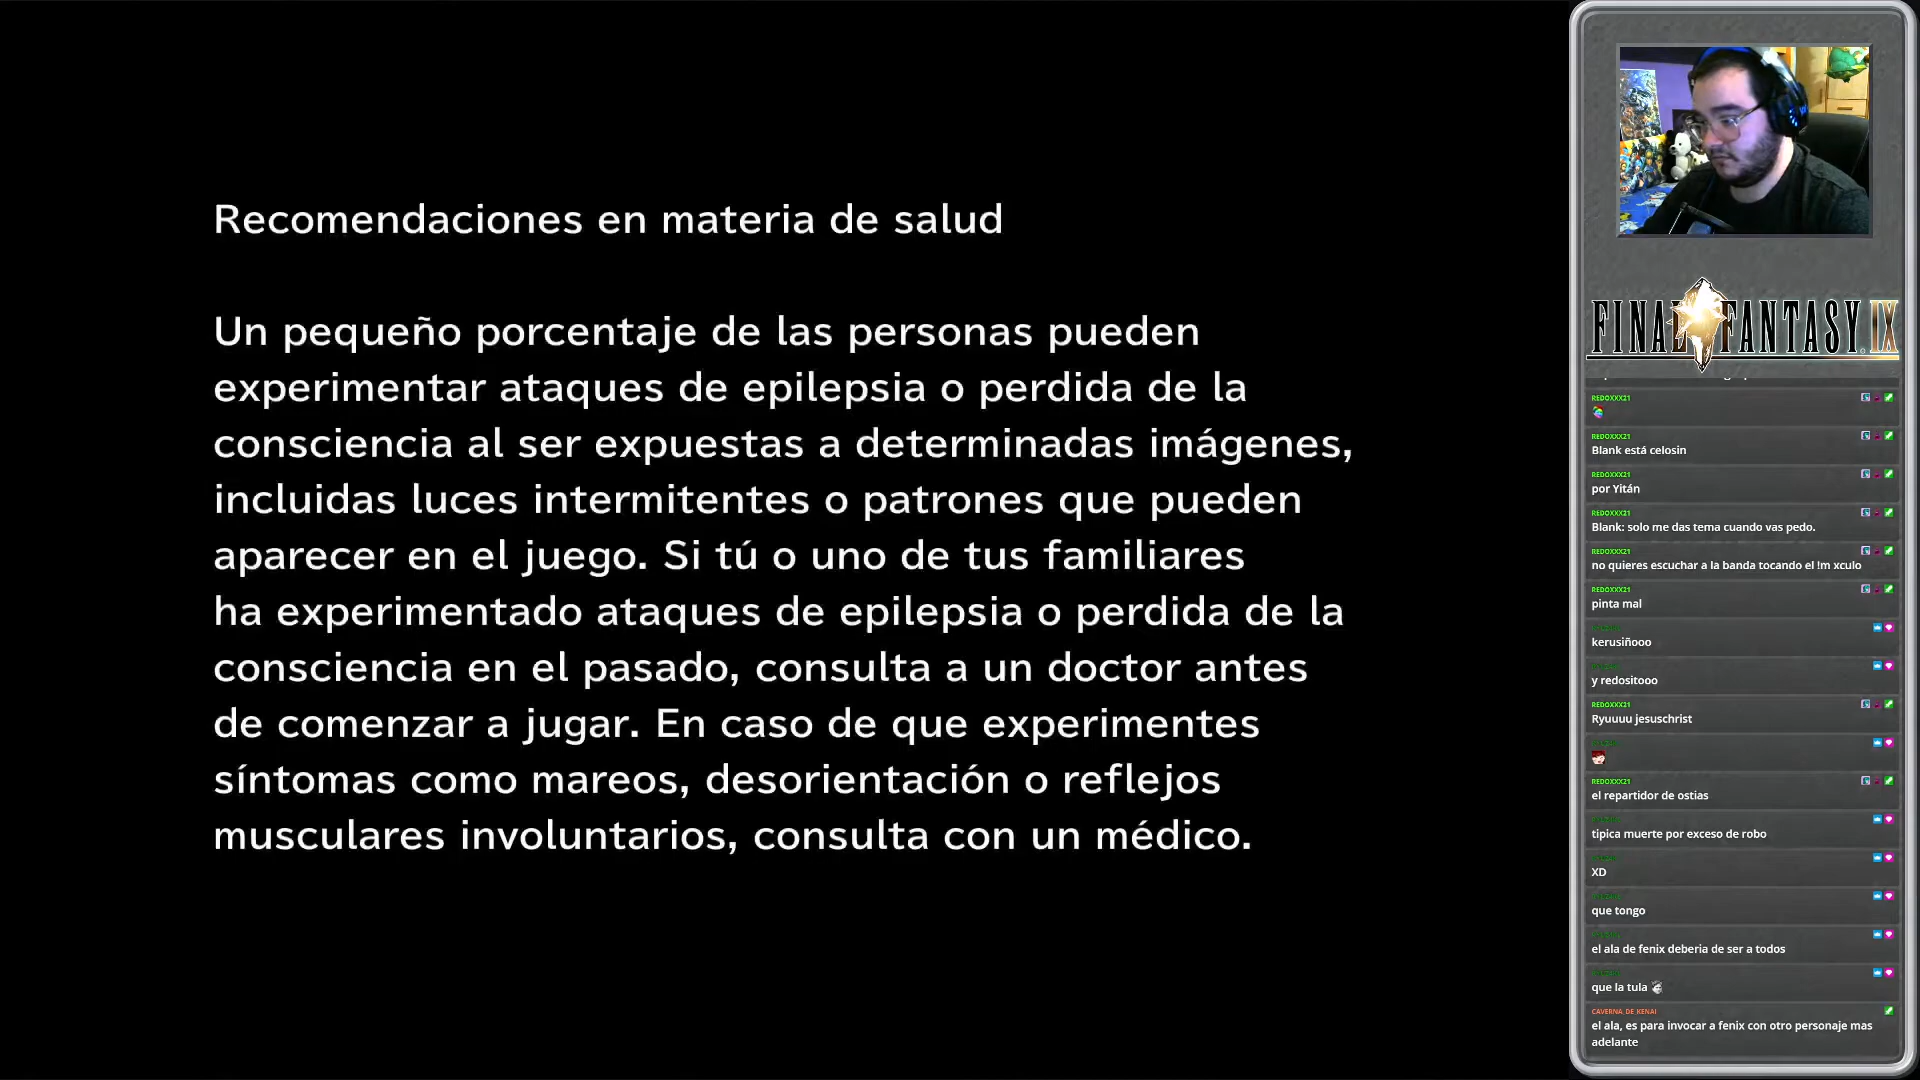 Recomendaciones en materia de salud
Un pequeño porcentaje de las personas pueden
experimentar ataques de epilepsia o perdida de la
consciencia al ser expuestas a determinadas imágenes,
incluidas luces intermitentes o patrones que pueden
aparecer en el juego. Si tú o uno de tus familiares
ha experimentado ataques de epilepsia o perdida de la
consciencia en el pasado, consulta a un doctor antes
de comenzar a jugar. En caso de que experimentes
síntomas como mareos, desorientación o reflejos
musculares involuntarios, consulta con un médico.
FINAL FANTASY IX
REDOXXX21
REDOXXX21
Blank está celosin
REDOXXX21
por Yitán
REDOXXX21
Blank: solo me das tema cuando vas pedo.
REDOXXX21
no quieres escuchar a la banda tocando el !m xculo
REDOXXX21
pinta mal
kerusiñooo
y redositooo
REDOXXX21
Ryuuuu jesuschrist
REDOXXX21
el repartidor de ostias
tipica muerte por exceso de robo
XD
que tongo
el ala de fenix deberia de ser a todos
que la tula
CAVERNA_DE_KENAI
el ala, es para invocar a fenix con otro personaje mas
adelante